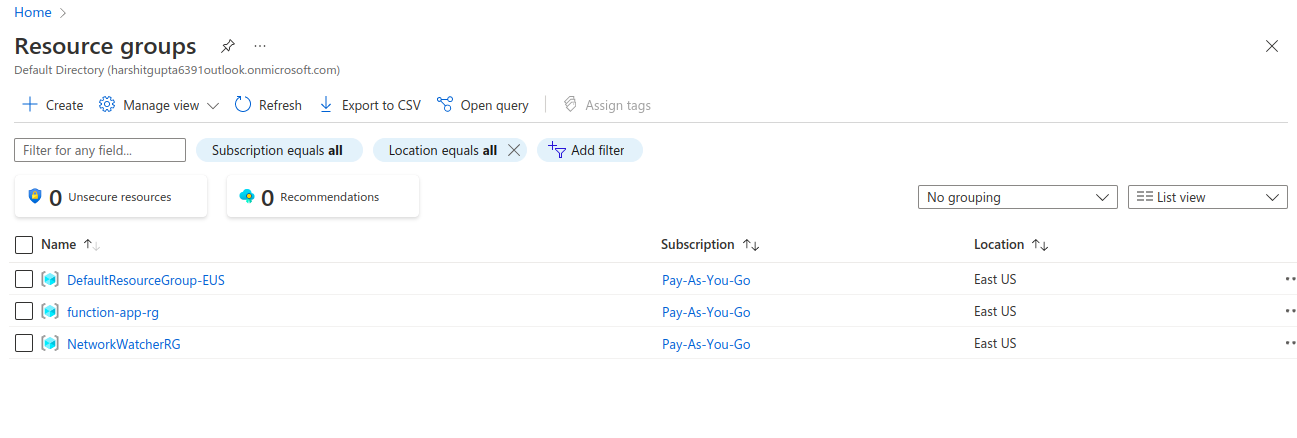 Home
Resource groups
Default Directory (harshitgupta6391outlook.onmicrosoft.com)
Create Manage view Refresh Export to CSV Open query Assign tags
Filter for any field... Subscription equals all Location equals all Add filter
0 Unsecure resources 0 Recommendations No grouping List view
Name Subscription Location
DefaultResourceGroup-EUS Pay-As-You-Go East US
function-app-rg Pay-As-You-Go East US
NetworkWatcherRG Pay-As-You-Go East US